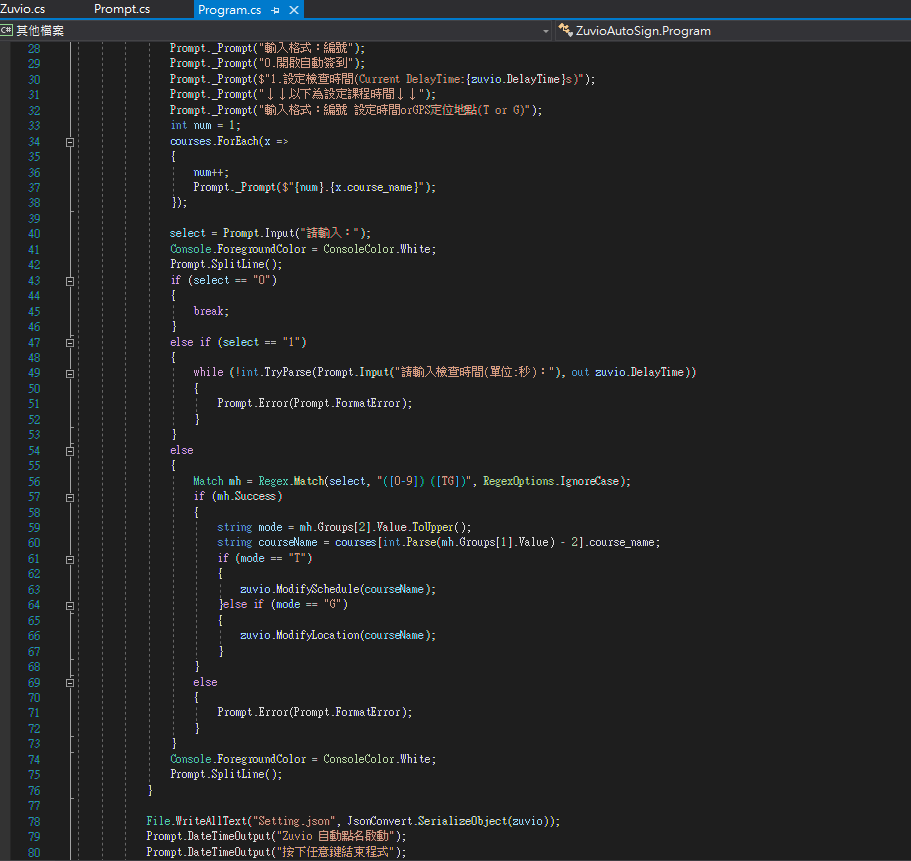 Zuvio.cs Prompt.cs Program.cs
C# 其他檔案 ZuvioAutoSign.Program
28 Prompt._Prompt("輸入格式：編號");
29 Prompt._Prompt("0.開啟自動簽到");
30 Prompt._Prompt($"1.設定檢查時間(Current DelayTime:{zuvio.DelayTime}s)");
31 Prompt._Prompt("↓↓以下為設定課程時間↓↓");
32 Prompt._Prompt("輸入格式：編號 設定時間orGPS定位地點(T or G)");
33 int num = 1;
34 courses.ForEach(x =>
35 {
36 num++;
37 Prompt._Prompt($"{num}.{x.course_name}");
38 });
39
40 select = Prompt.Input("請輸入：");
41 Console.ForegroundColor = ConsoleColor.White;
42 Prompt.SplitLine();
43 if (select == "0")
44 {
45 break;
46 }
47 else if (select == "1")
48 {
49 while (!int.TryParse(Prompt.Input("請輸入檢查時間(單位:秒)："), out zuvio.DelayTime))
50 {
51 Prompt.Error(Prompt.FormatError);
52 }
53 }
54 else
55 {
56 Match mh = Regex.Match(select, "([0-9]) ([TG])", RegexOptions.IgnoreCase);
57 if (mh.Success)
58 {
59 string mode = mh.Groups[2].Value.ToUpper();
60 string courseName = courses[int.Parse(mh.Groups[1].Value) - 2].course_name;
61 if (mode == "T")
62 {
63 zuvio.ModifySchedule(courseName);
64 }else if (mode == "G")
65 {
66 zuvio.ModifyLocation(courseName);
67 }
68 }
69 else
70 {
71 Prompt.Error(Prompt.FormatError);
72 }
73 }
74 Console.ForegroundColor = ConsoleColor.White;
75 Prompt.SplitLine();
76 }
77
78 File.WriteAllText("Setting.json", JsonConvert.SerializeObject(zuvio));
79 Prompt.DateTimeOutput("Zuvio 自動點名啟動");
80 Prompt.DateTimeOutput("按下任意鍵結束程式");